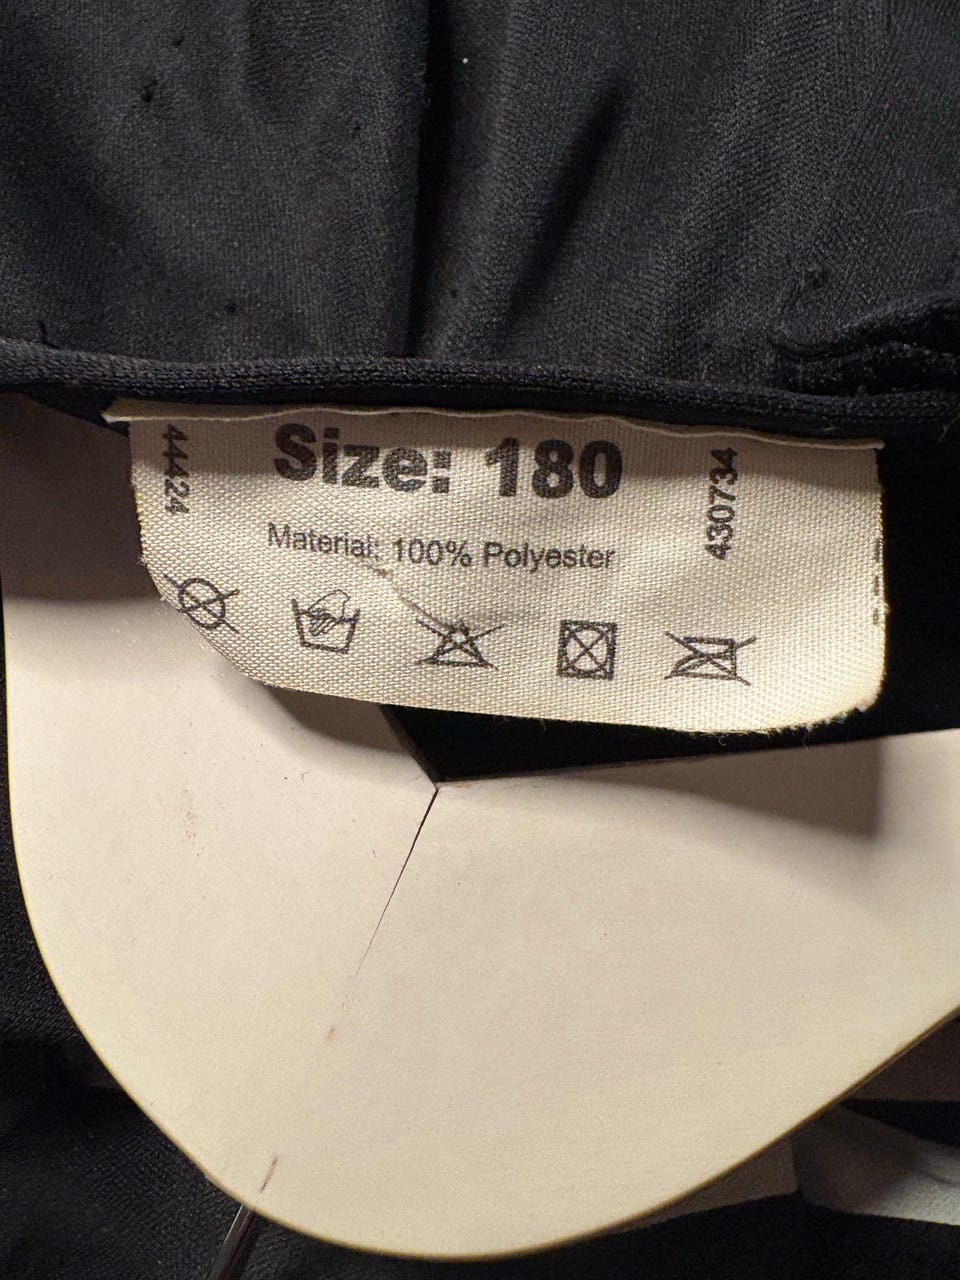 44424
Size: 180
430734
Material: 100% Polyester